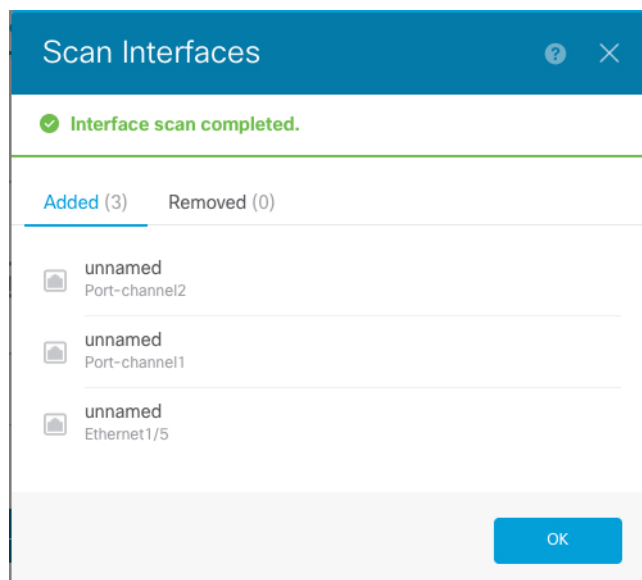 Scan Interfaces
Interface scan completed.
Added (3) Removed (0)
unnamed
Port-channel2
unnamed
Port-channel1
unnamed
Ethernet1/5
OK